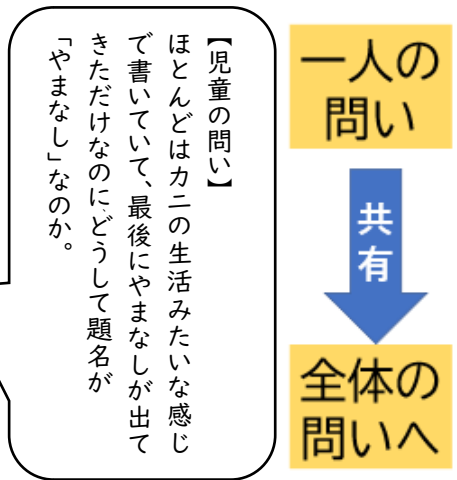 一人の
問い
共
有
全体の
問いへ
【児童の問い】
ほとんどはカニの生活みたいな感じ
で書いていて、最後にやまなしが出て
きただけなのに、どうして題名が
「やまなし」なのか。